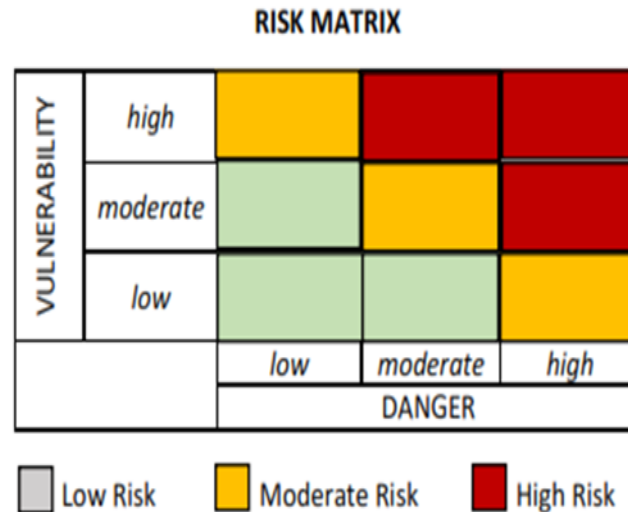 RISK MATRIX
VULNERABILITY
high
moderate
low
low moderate high
DANGER
Low Risk Moderate Risk High Risk